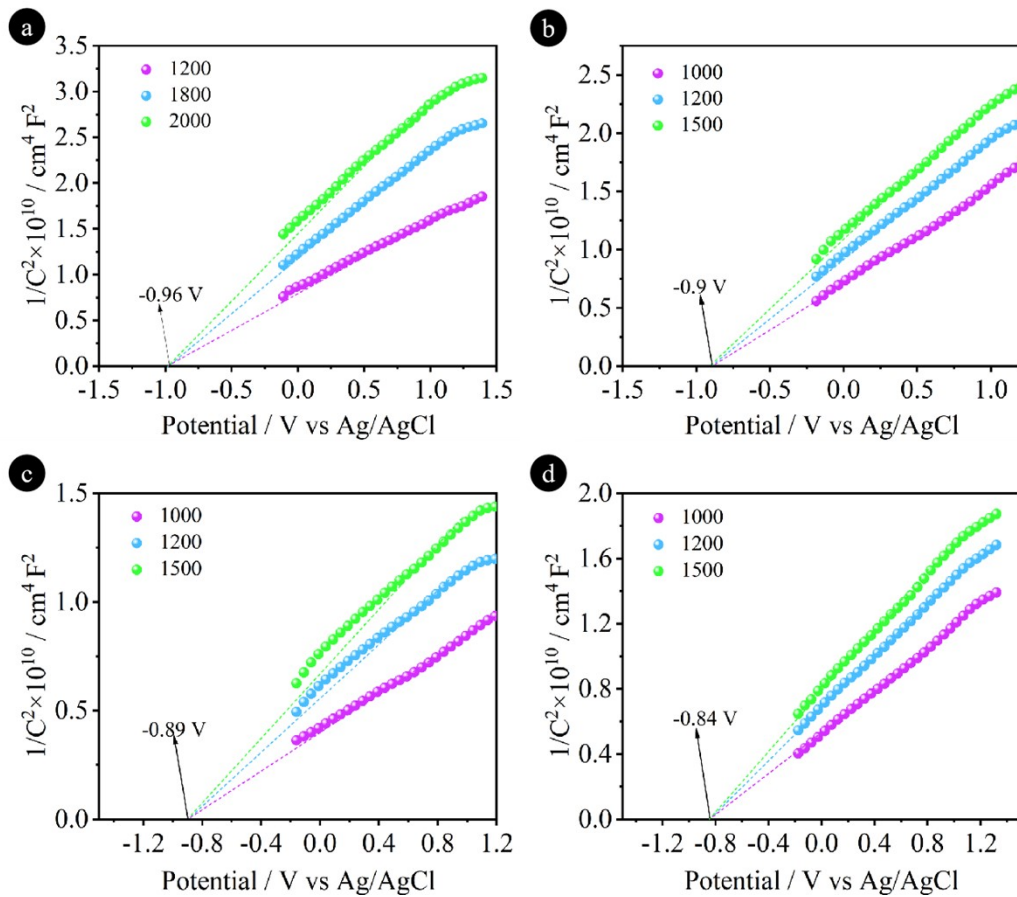 a
3.5
3.0
2.5
2.0
1.5
1.0
0.5
0.0
1/C²×10¹⁰ / cm⁴ F²
1200
1800
2000
-0.96 V
-1.5 -1.0 -0.5 0.0 0.5 1.0 1.5
Potential / V vs Ag/AgCl
b
2.5
2.0
1.5
1.0
0.5
0.0
1/C²×10¹⁰ / cm⁴ F²
1000
1200
1500
-0.9 V
-1.5 -1.0 -0.5 0.0 0.5 1.0
Potential / V vs Ag/AgCl
c
1.5
1.0
0.5
0.0
1/C²×10¹⁰ / cm⁴ F²
1000
1200
1500
-0.89 V
-1.2 -0.8 -0.4 0.0 0.4 0.8 1.2
Potential / V vs Ag/AgCl
d
2.0
1.6
1.2
0.8
0.4
0.0
1/C²×10¹⁰ / cm⁴ F²
1000
1200
1500
-0.84 V
-1.2 -0.8 -0.4 0.0 0.4 0.8 1.2
Potential / V vs Ag/AgCl